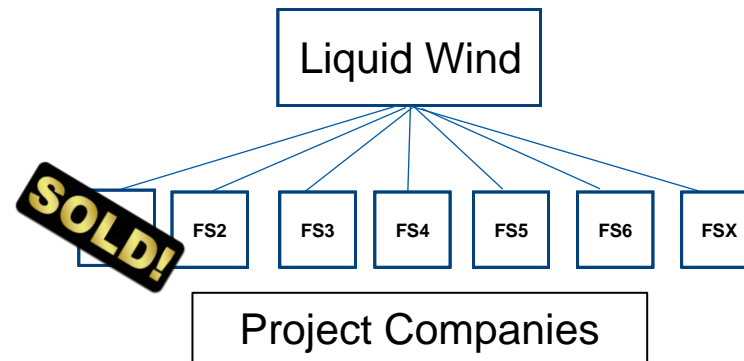 Liquid Wind
SOLD!
FS2 FS3 FS4 FS5 FS6 FSX
Project Companies